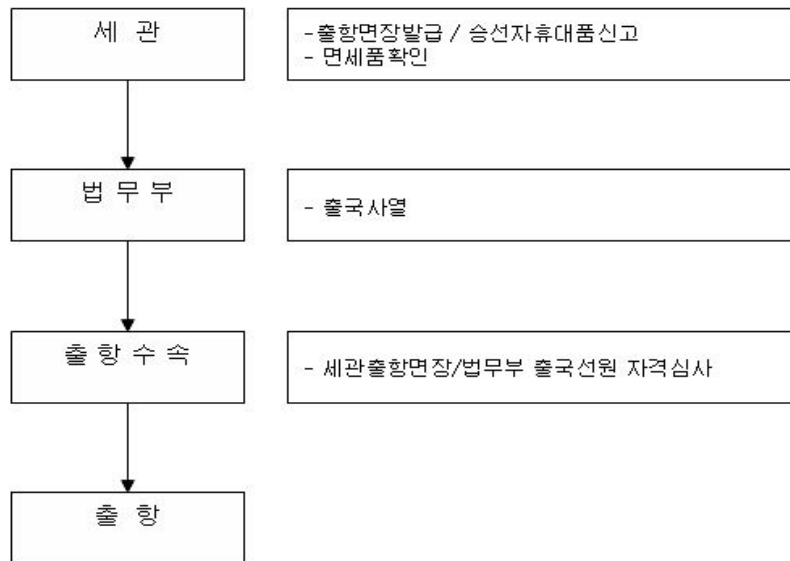 세 관
-출항면장발급 / 승선자휴대품신고
- 면세품확인
법 무 부
- 출국사열
출 항 수 속
- 세관출항면장/법무부 출국선원 자격심사
출 항